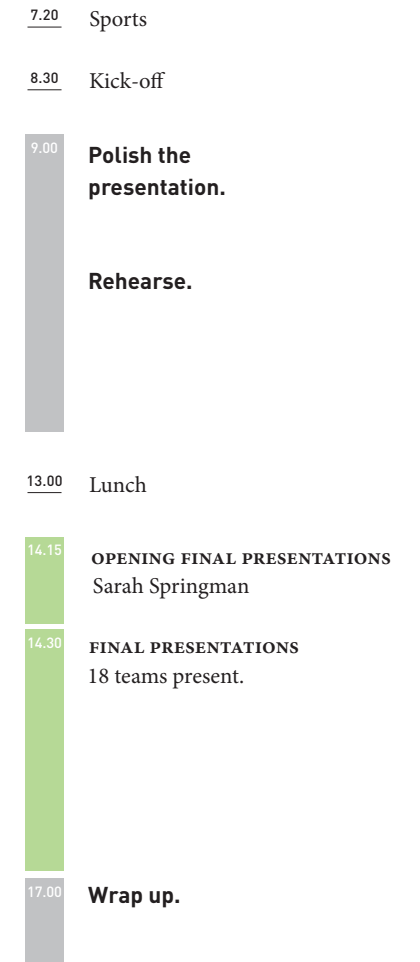 7.20 Sports
8.30 Kick-off
9.00 Polish the
presentation.
Rehearse.
13.00 Lunch
14.15 OPENING FINAL PRESENTATIONS
Sarah Springman
14.30 FINAL PRESENTATIONS
18 teams present.
17.00 Wrap up.